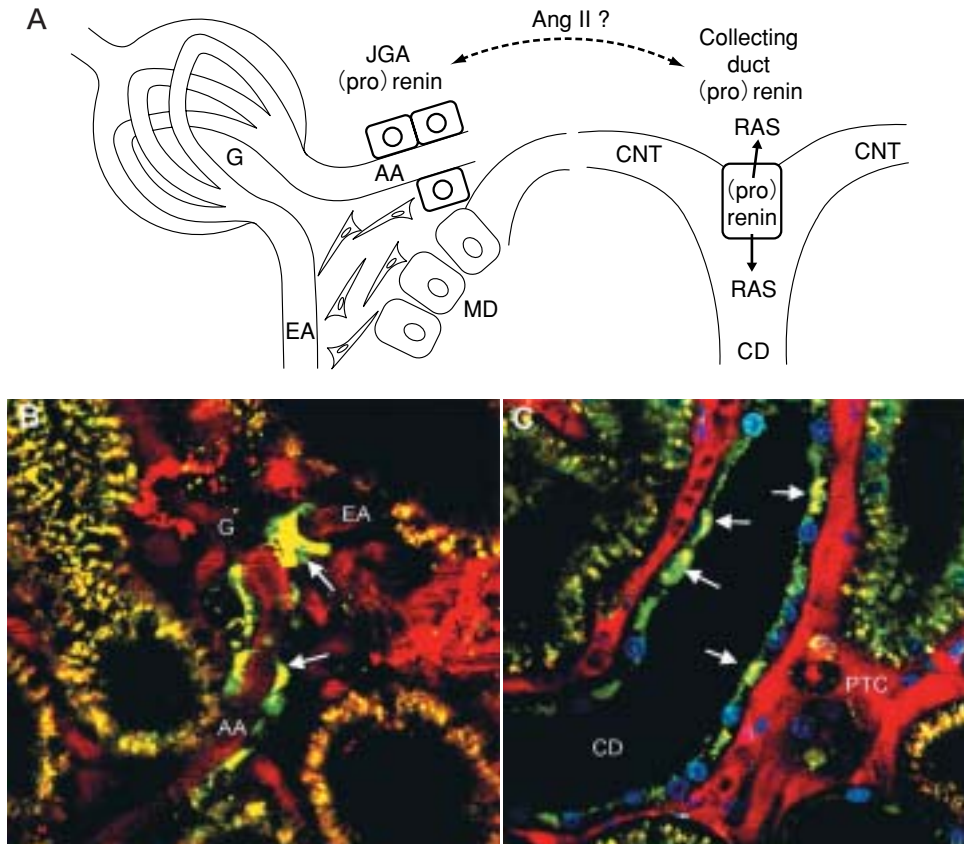 A
Ang II ?
JGA
(pro) renin
Collecting
duct
(pro) renin
RAS
G
AA
CNT
CNT
(pro)
renin
RAS
EA
MD
CD
B
G
EA
AA
C
PTC
CD